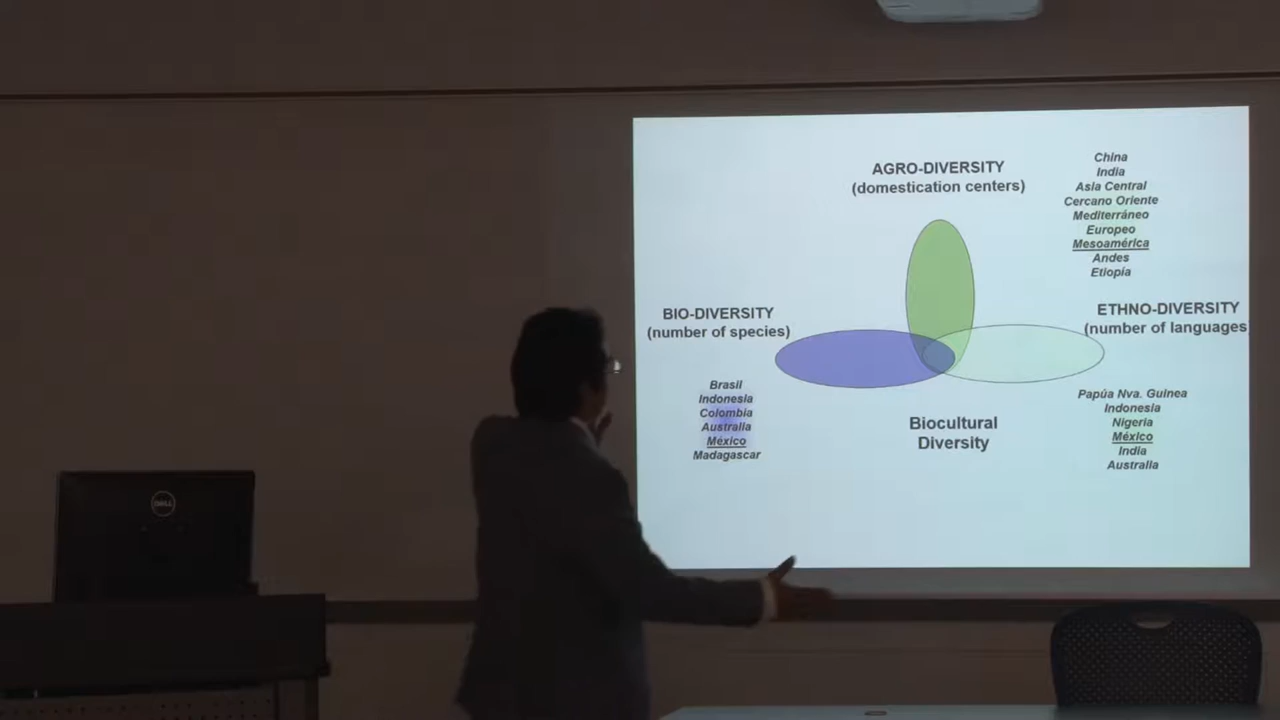 AGRO-DIVERSITY
(domestication centers)
China
India
Asia Central
Cercano Oriente
Mediterráneo
Europeo
Mesoamérica
Andes
Etiopía
BIO-DIVERSITY
(number of species)
ETHNO-DIVERSITY
(number of languages
Brasil
Indonesia
Colombia
Australia
México
Madagascar
Biocultural
Diversity
Papúa Nva. Guinea
Indonesia
Nigeria
México
India
Australia
DELL